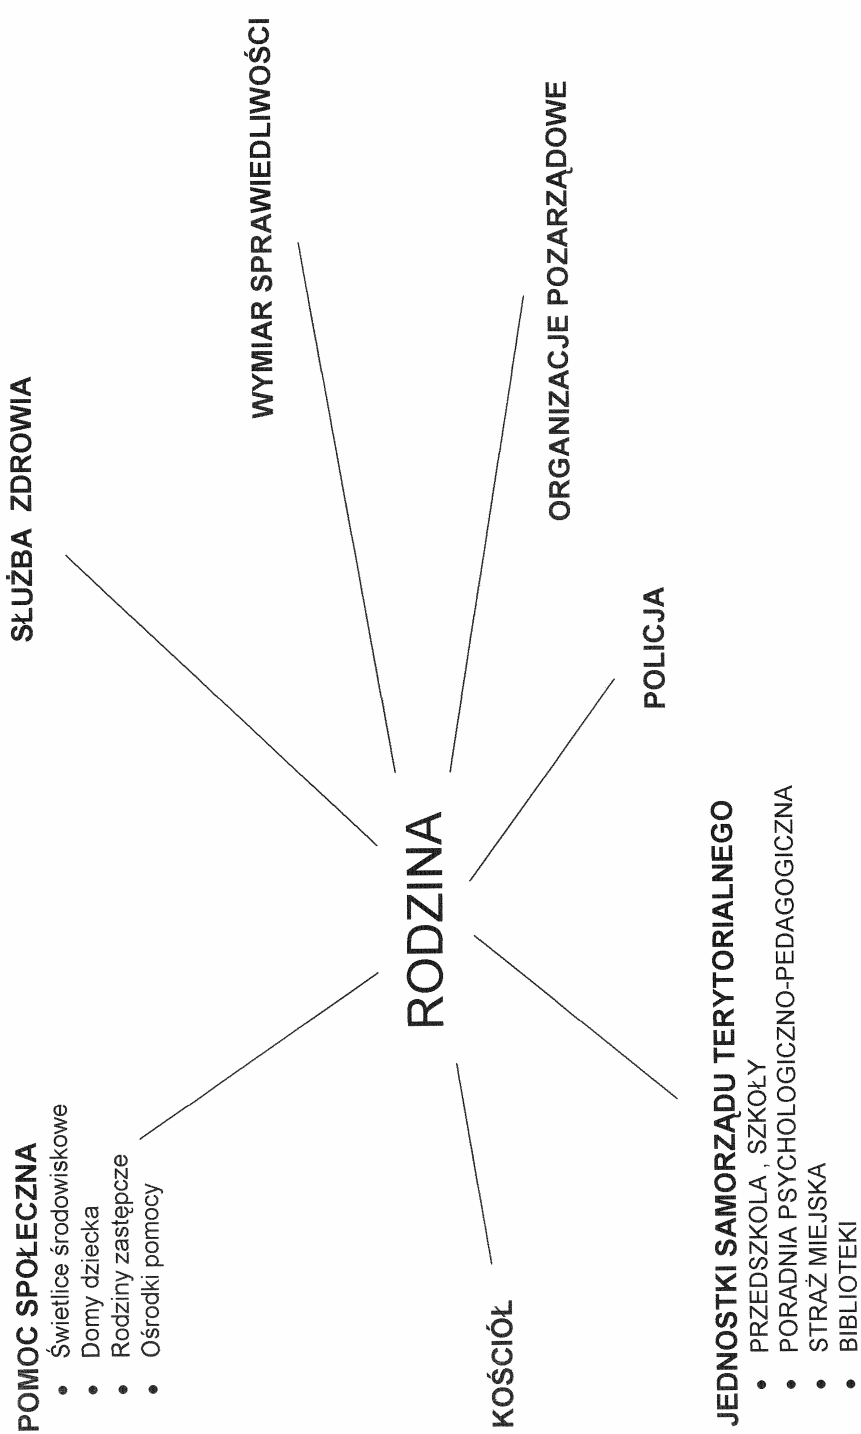 SŁUŻBA ZDROWIA
POMOC SPOŁECZNA
• Świetlice środowiskowe
• Domy dziecka
• Rodziny zastępcze
• Ośrodki pomocy
WYMIAR SPRAWIEDLIWOŚCI
RODZINA
KOŚCIÓŁ
ORGANIZACJE POZARZĄDOWE
POLICJA
JEDNOSTKI SAMORZĄDU TERYTORIALNEGO
• PRZEDSZKOLA , SZKOŁY
• PORADNIA PSYCHOLOGICZNO-PEDAGOGICZNA
• STRAŻ MIEJSKA
• BIBLIOTEKI